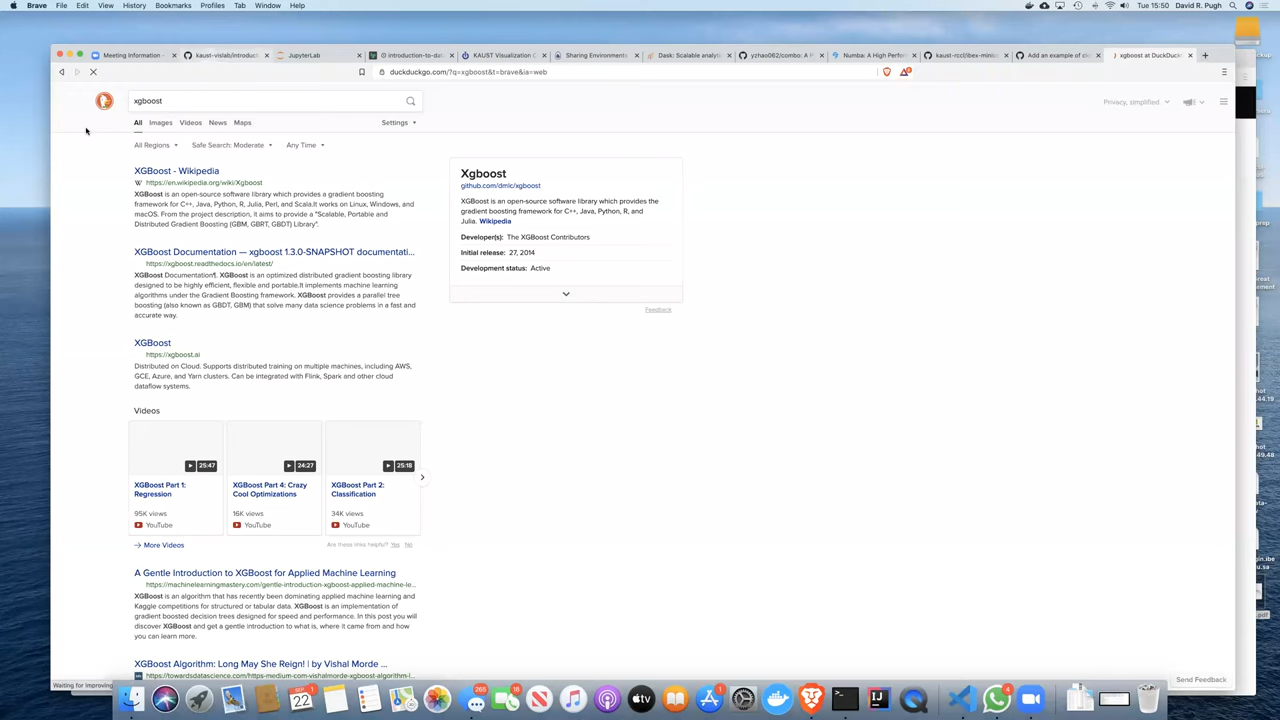 Brave File Edit View History Bookmarks Profiles Tab Window Help
Tue 15:50 David R. Pugh
Meeting Information -
kaust-vislab/introduct
JupyterLab
introduction-to-da
KAUST Visualization
Sharing Environments
Dask: Scalable analyti
yzhao062/combo: A
Numba: A High Perfor
kaust-rccl/ibex-minic
Add an example of cle
xgboost at DuckDuck
duckduckgo.com/?q=xgboost&t=brave&ia=web
xgboost
Privacy, simplified.
All Images Videos News Maps Settings
All Regions Safe Search: Moderate Any Time
XGBoost - Wikipedia
W https://en.wikipedia.org/wiki/Xgboost
XGBoost is an open-source software library which provides a gradient boosting
framework for C++, Java, Python, R, Julia, Perl, and Scala.It works on Linux, Windows, and
macOS. From the project description, it aims to provide a "Scalable, Portable and
Distributed Gradient Boosting (GBM, GBRT, GBDT) Library".
XGBoost Documentation — xgboost 1.3.0-SNAPSHOT documentati...
https://xgboost.readthedocs.io/en/latest/
XGBoost Documentation¶. XGBoost is an optimized distributed gradient boosting library
designed to be highly efficient, flexible and portable.It implements machine learning
algorithms under the Gradient Boosting framework. XGBoost provides a parallel tree
boosting (also known as GBDT, GBM) that solve many data science problems in a fast and
accurate way.
XGBoost
https://xgboost.ai
Distributed on Cloud. Supports distributed training on multiple machines, including AWS,
GCE, Azure, and Yarn clusters. Can be integrated with Flink, Spark and other cloud
dataflow systems.
Videos
25:47 24:27 25:18
XGBoost Part 1:
Regression
95K views
YouTube
XGBoost Part 4: Crazy
Cool Optimizations
16K views
YouTube
XGBoost Part 2:
Classification
34K views
YouTube
More Videos
Are these links helpful? Yes No
A Gentle Introduction to XGBoost for Applied Machine Learning
https://machinelearningmastery.com/gentle-introduction-xgboost-applied-machine-le...
XGBoost is an algorithm that has recently been dominating applied machine learning and
Kaggle competitions for structured or tabular data. XGBoost is an implementation of
gradient boosted decision trees designed for speed and performance. In this post you will
discover XGBoost and get a gentle introduction to what is, where it came from and how
you can learn more.
XGBoost Algorithm: Long May She Reign! | by Vishal Morde ...
https://towardsdatascience.com/https-medium-com-vishalmorde-xgboost-algorithm-l...
Xgboost
github.com/dmlc/xgboost
XGBoost is an open-source software library which provides the
gradient boosting framework for C++, Java, Python, R, and
Julia. Wikipedia
Developer(s): The XGBoost Contributors
Initial release: 27, 2014
Development status: Active
Feedback
Send Feedback
Waiting for improving
SEP
22
265